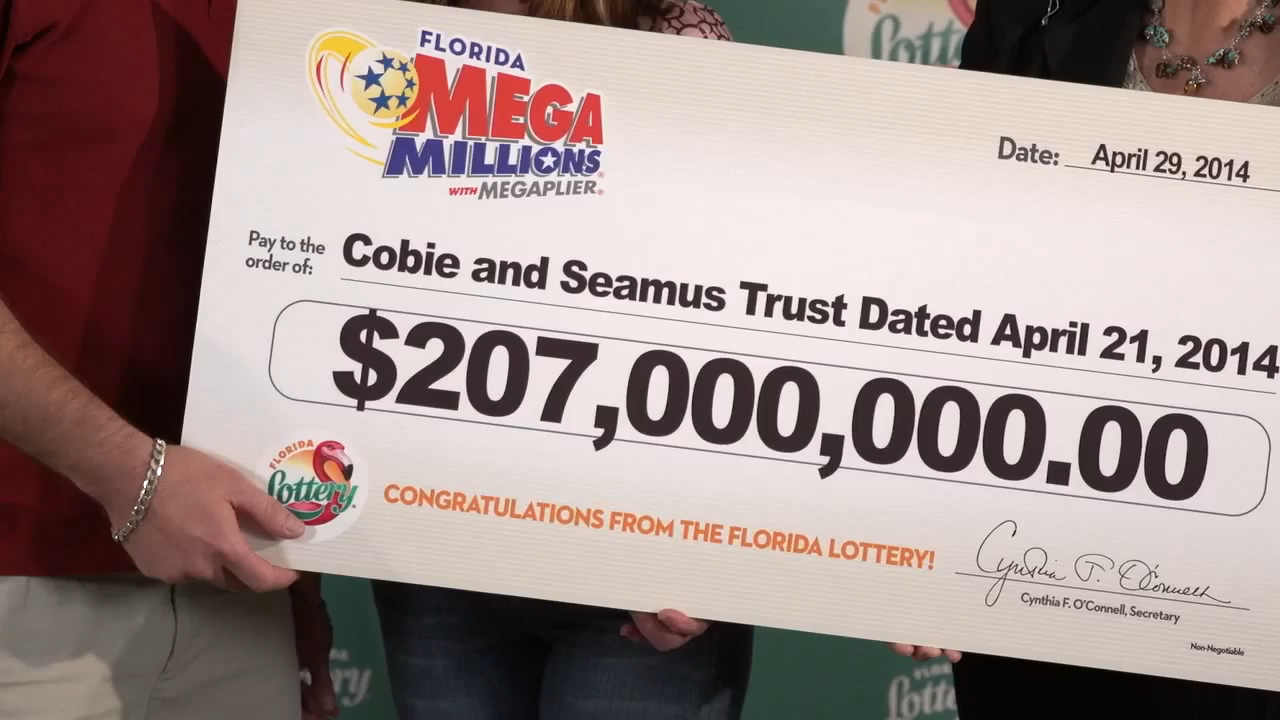 FLORIDA
MEGA
MILLIONS
WITH MEGAPLIER
Date: April 29, 2014
Pay to the
order of:
Cobie and Seamus Trust Dated April 21, 2014
$207,000,000.00
FLORIDA
Lottery
CONGRATULATIONS FROM THE FLORIDA LOTTERY!
Cynthia F. O'Connell
Cynthia F. O'Connell, Secretary
Non-Negotiable